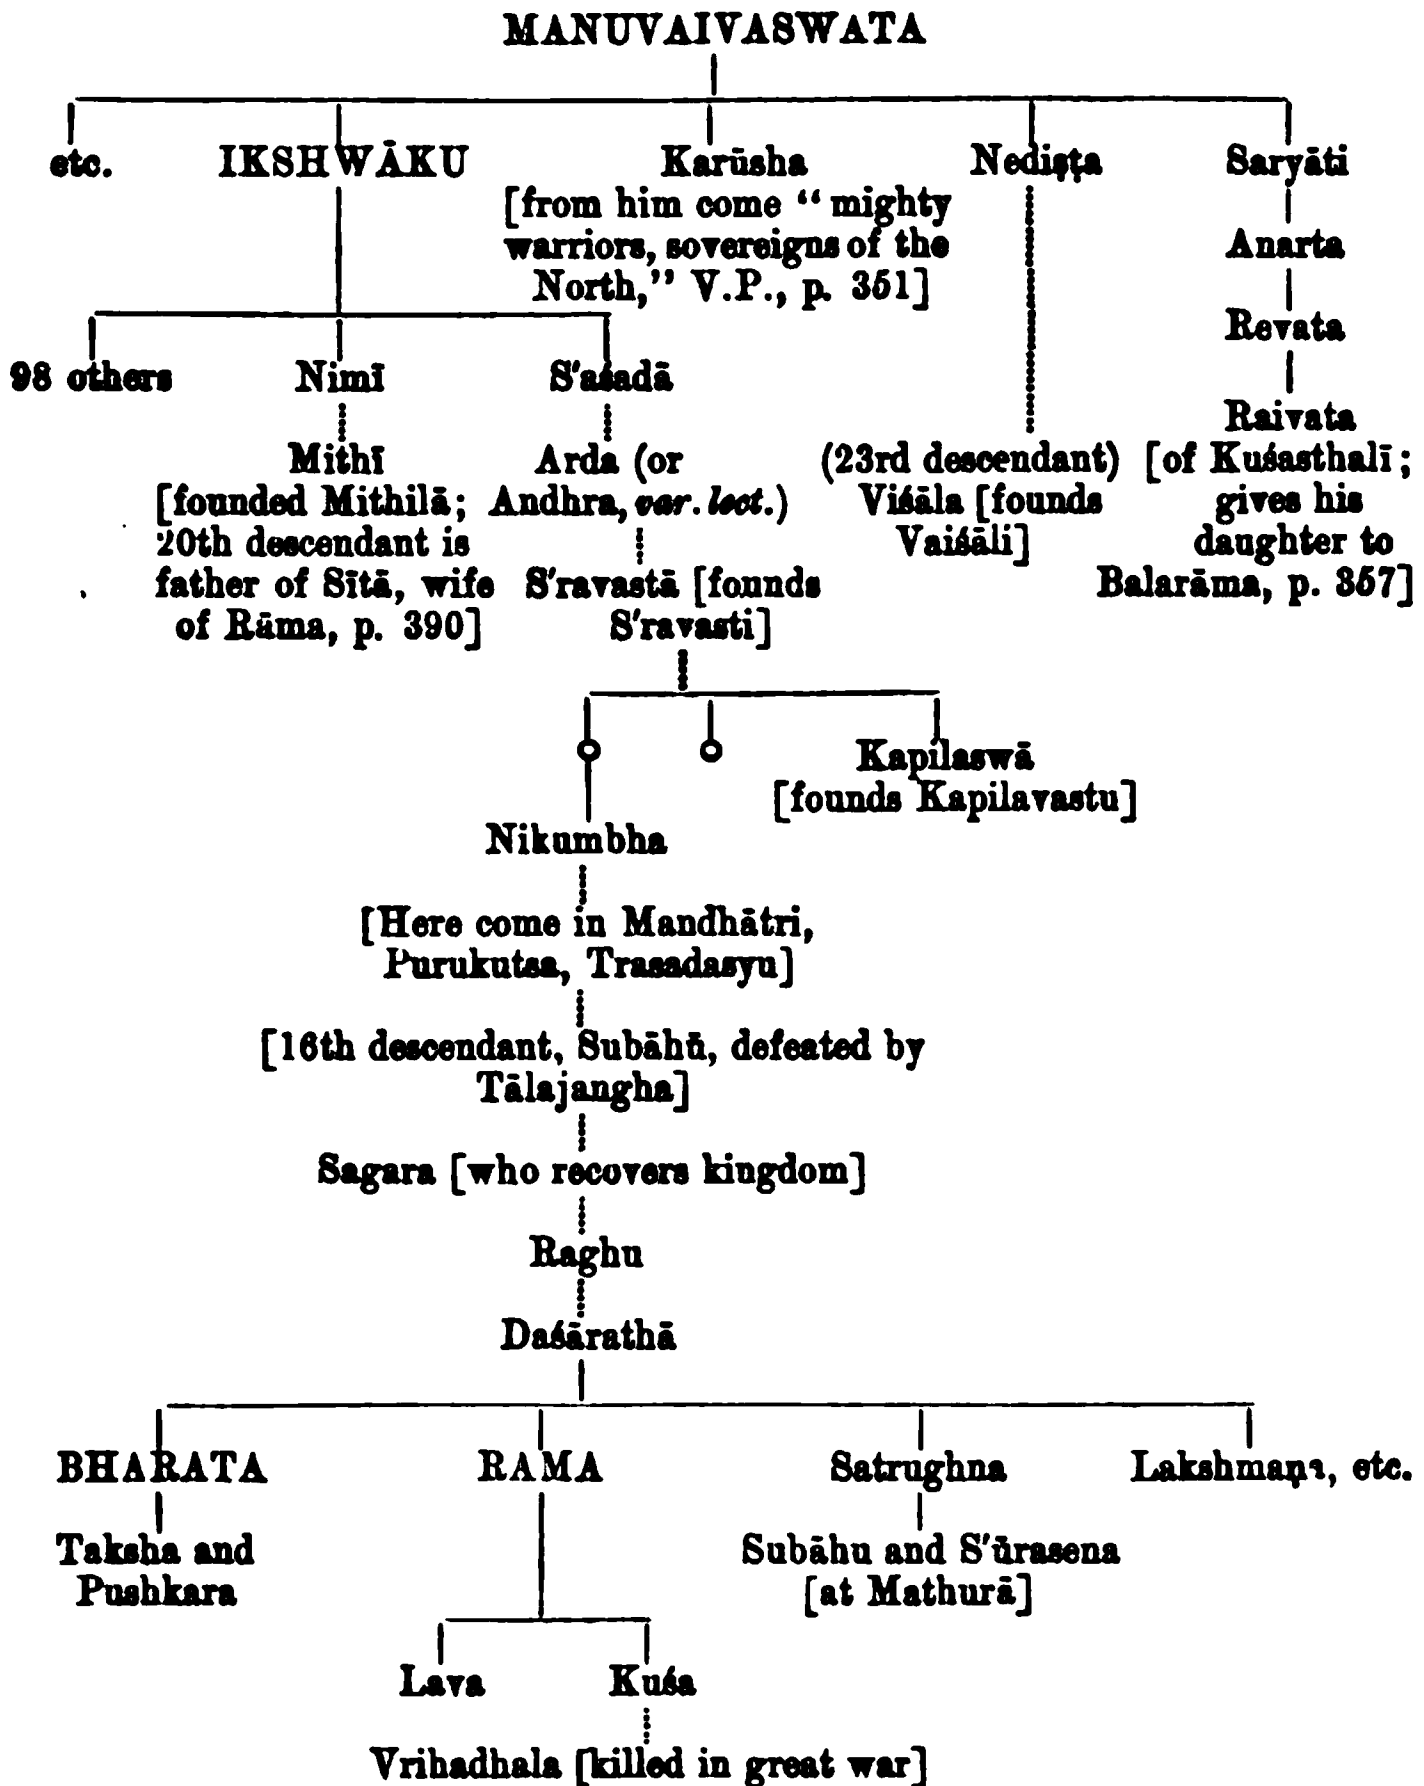 MANUVAIVASWATA
etc. IKSHWĀKU Karūsha Nediṣṭa Saryāti
[from him come “ mighty
warriors, sovereigns of the Anarta
North,” V.P., p. 351]
Revata
98 others Nimī S'aśadā
Raivata
Mithī Arda (or (23rd descendant) [of Kuśasthalī;
[founded Mithilā; Andhra, var. lect.) Viśāla [founds gives his
20th descendant is Vaiśāli] daughter to
father of Sītā, wife S'ravastā [founds Balarāma, p. 357]
of Rāma, p. 390] S'ravasti]
Kapilaswā
[founds Kapilavastu]
Nikumbha
[Here come in Mandhātri,
Purukutsa, Trasadasyu]
[16th descendant, Subāhū, defeated by
Tālajangha]
Sagara [who recovers kingdom]
Raghu
Daśārathā
BHARATA RAMA Satrughna Lakshmaṇa, etc.
Taksha and Subāhu and S'ūrasena
Pushkara [at Mathurā]
Lava Kuśa
Vrihadhala [killed in great war]